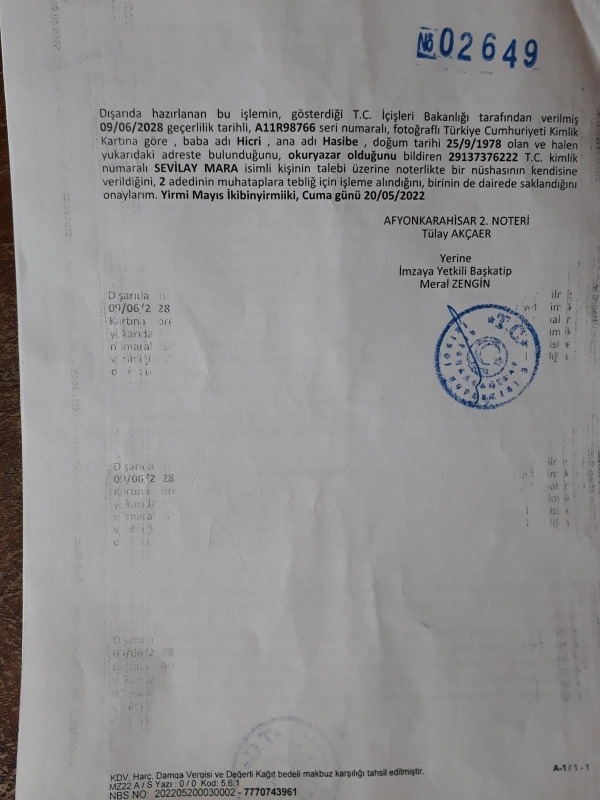 № 02649
Dışarıda hazırlanan bu işlemin, gösterdiği T.C. İçişleri Bakanlığı tarafından verilmiş
09/06/2028 geçerlilik tarihli, A11R98766 seri numaralı, fotoğraflı Türkiye Cumhuriyeti Kimlik
Kartına göre , baba adı Hicri , ana adı Hasibe , doğum tarihi 25/9/1978 olan ve halen
yukarıdaki adreste bulunduğunu, okuryazar olduğunu bildiren 29137376222 T.C. kimlik
numaralı SEVİLAY MARA isimli kişinin talebi üzerine noterlikte bir nüshasının kendisine
verildiğini, 2 adedinin muhataplara tebliğ için işleme alındığını, birinin de dairede saklandığını
onaylarım. Yirmi Mayıs İkibinyirmiiki, Cuma günü 20/05/2022
AFYONKARAHİSAR 2. NOTERİ
Tülay AKÇAER
Yerine
İmzaya Yetkili Başkatip
Meral ZENGİN
T.C.
KDV, Harç, Damga Vergisi ve Değerli Kağıt bedeli makbuz karşılığı tahsil edilmiştir.
A-1 / 1 - 1
MZ22 A / S Yazı : 0 / 0 Kod: 5.6.1
NBS NO: 202205200030002 - 7770743961